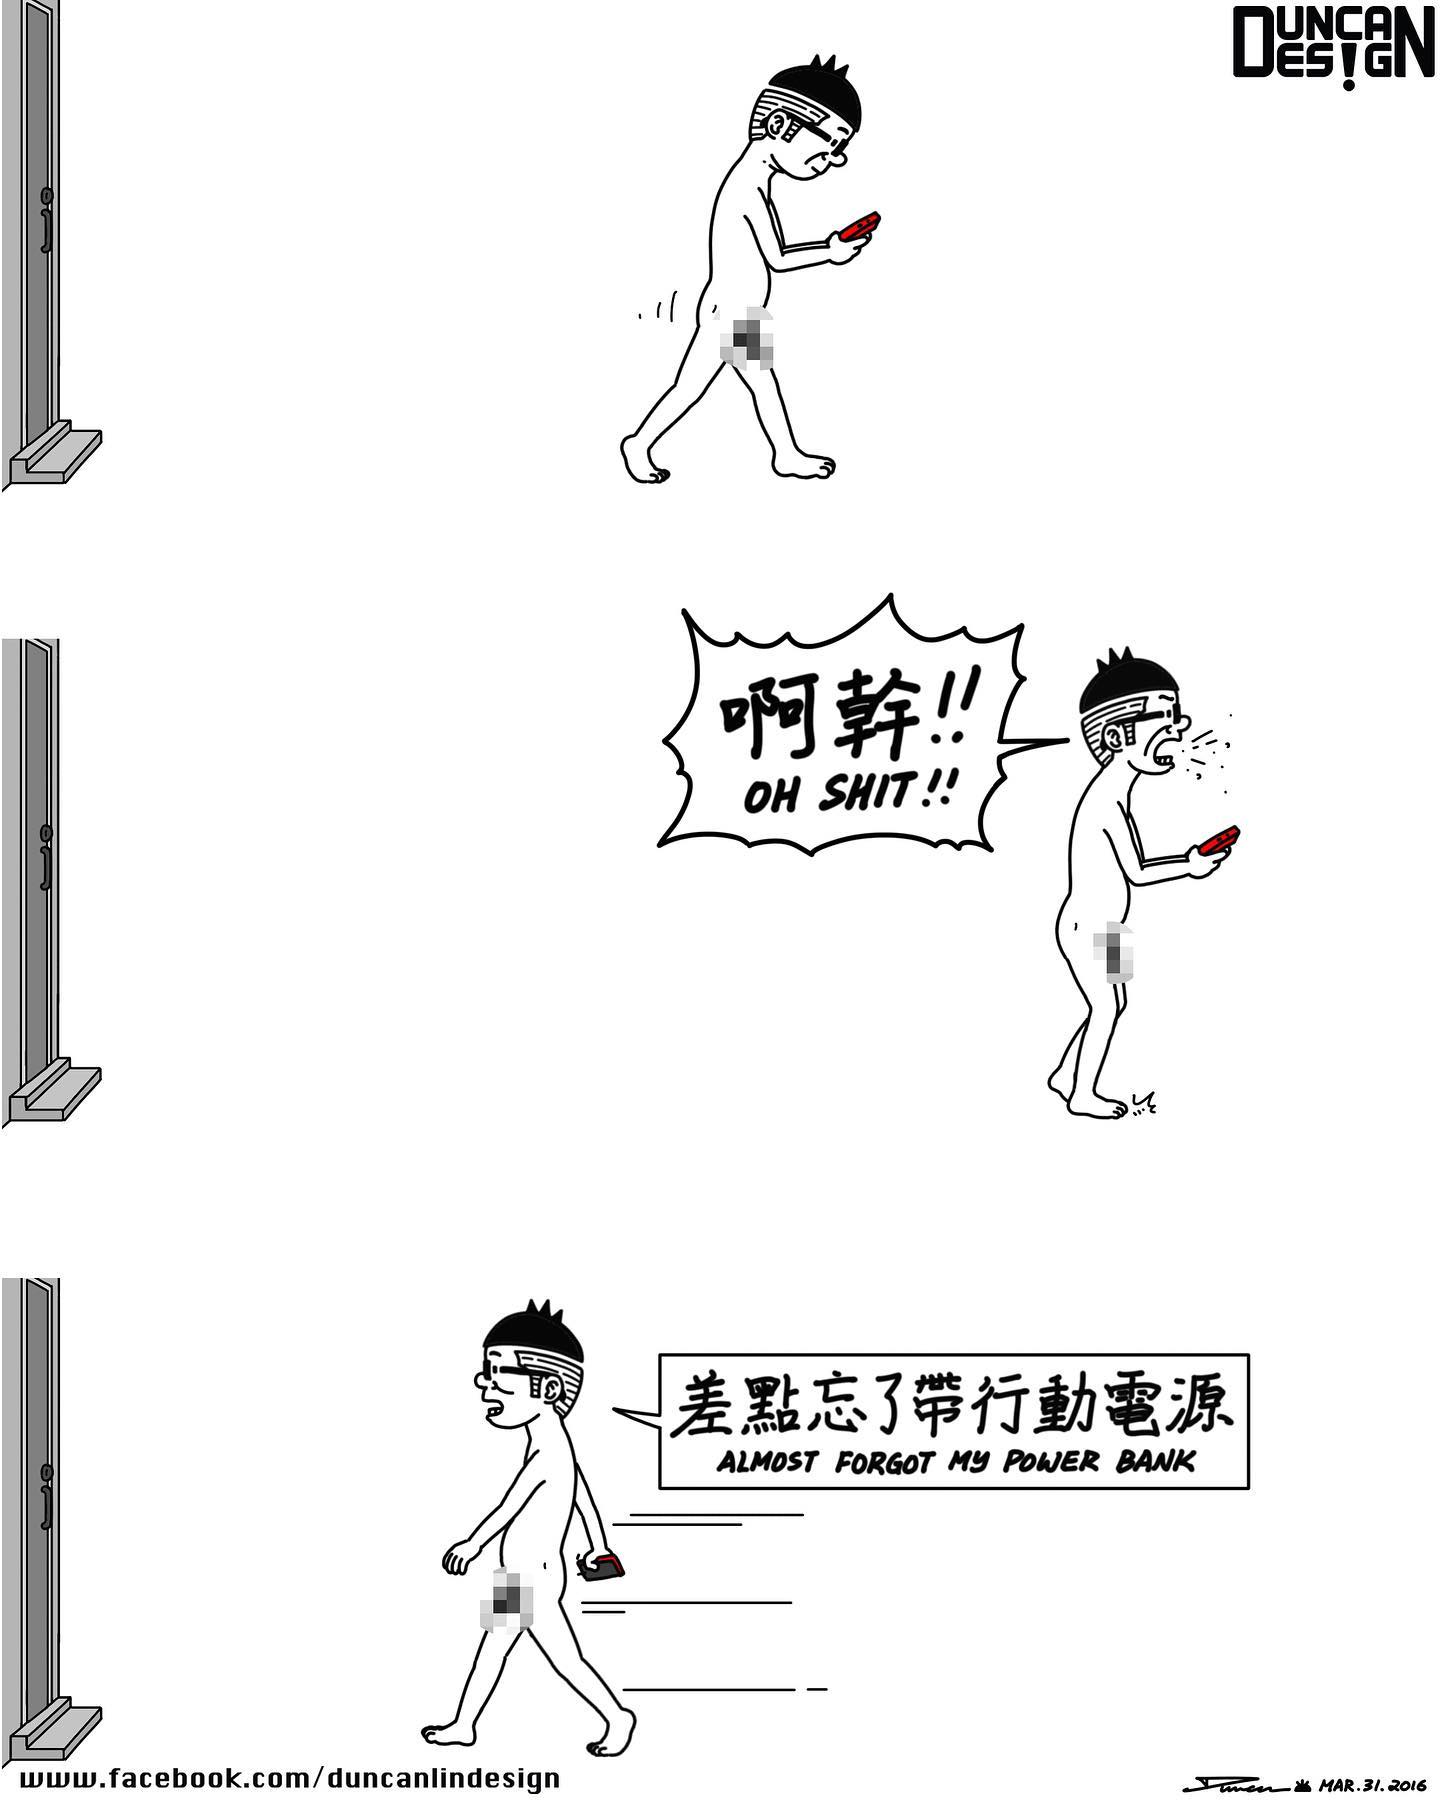 DUNCAN
DES!GN
啊幹!!
OH SHIT!!
差點忘了帶行動電源
ALMOST FORGOT MY POWER BANK
www.facebook.com/duncanlindesign
Duncan MAR.31.2016